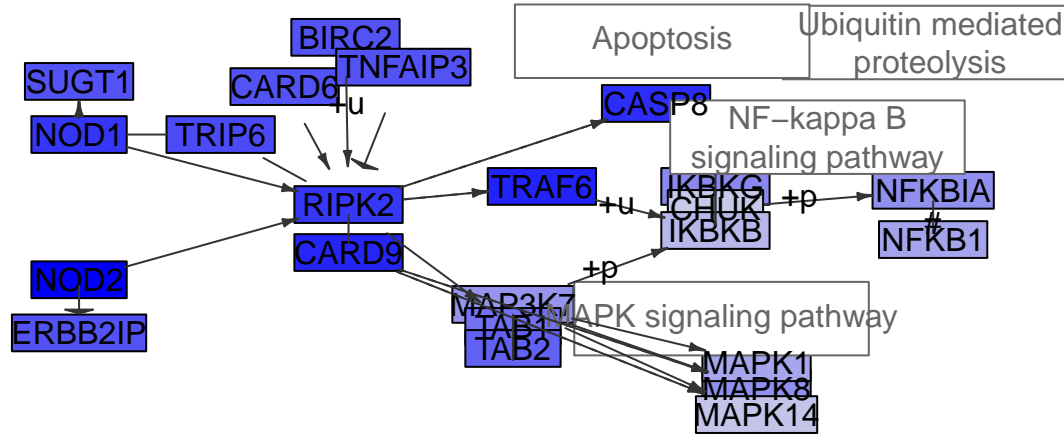 BIRC2
Apoptosis
Ubiquitin mediated
proteolysis
TNFAIP3
SUGT1
CARD6
+u
CASP8
NOD1
TRIP6
NF−kappa B
signaling pathway
RIPK2
TRAF6
+u
IKBKG
CHUK
IKBKB
+p
NFKBIA
#
NFKB1
CARD9
NOD2
+p
ERBB2IP
MAP3K7
TAB1
TAB2
MAPK signaling pathway
MAPK1
MAPK8
MAPK14